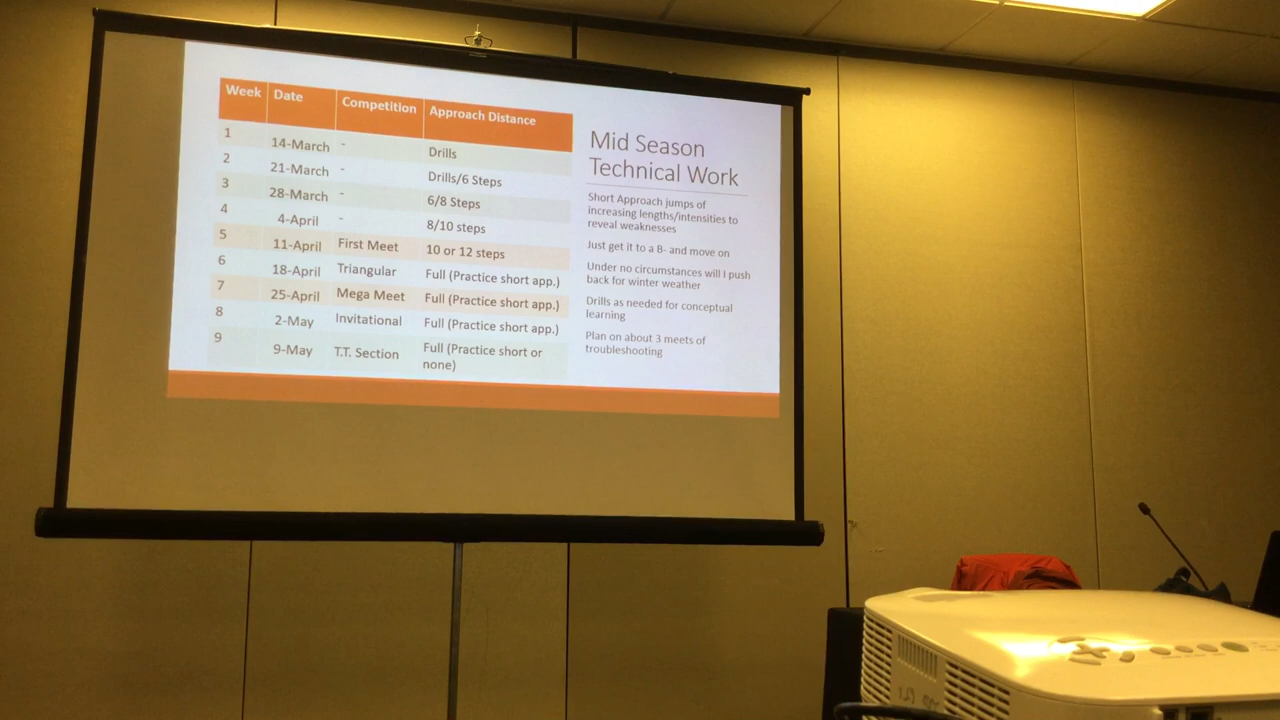 Week Date Competition Approach Distance
1 14-March - Drills
2 21-March - Drills/6 Steps
3 28-March - 6/8 Steps
4 4-April - 8/10 steps
5 11-April First Meet 10 or 12 steps
6 18-April Triangular Full (Practice short app.)
7 25-April Mega Meet Full (Practice short app.)
8 2-May Invitational Full (Practice short app.)
9 9-May T.T. Section Full (Practice short or
none)
Mid Season
Technical Work
Short Approach jumps of
increasing lengths/intensities to
reveal weaknesses
Just get it to a B- and move on
Under no circumstances will I push
back for winter weather
Drills as needed for conceptual
learning
Plan on about 3 meets of
troubleshooting